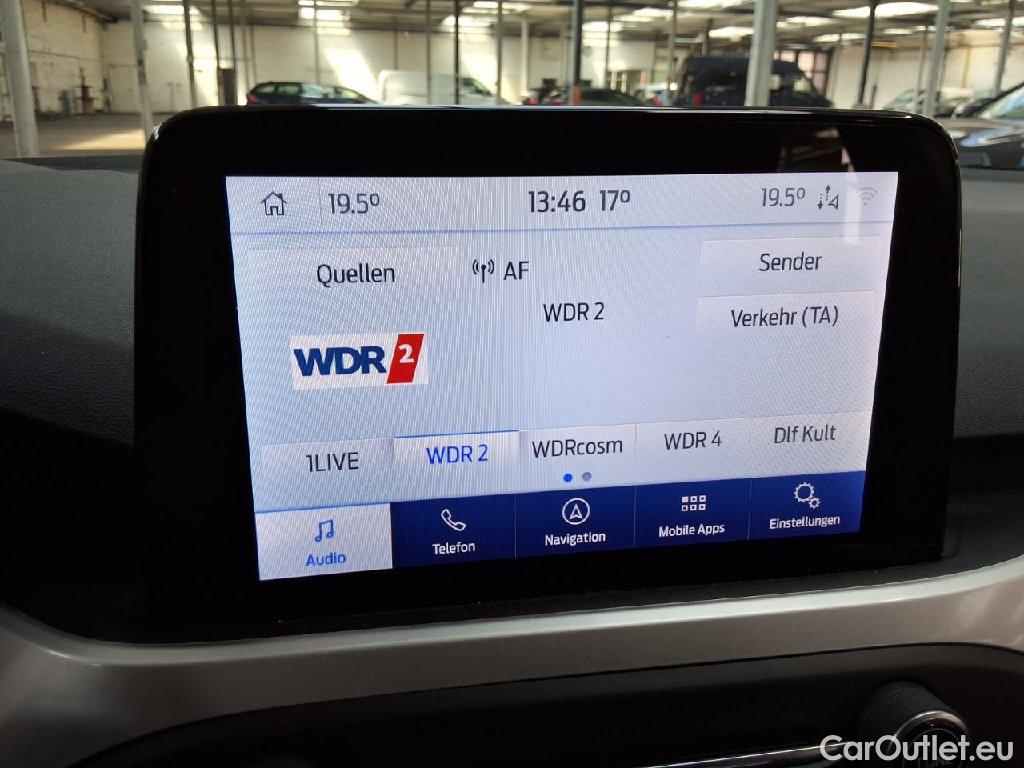 19.5° 13:46 17° 19.5°
Quellen AF Sender
WDR 2 Verkehr (TA)
WDR 2
1LIVE WDR 2 WDRcosm WDR 4 Dlf Kult
Audio Telefon Navigation Mobile Apps Einstellungen
TUNE
CarOutlet.eu